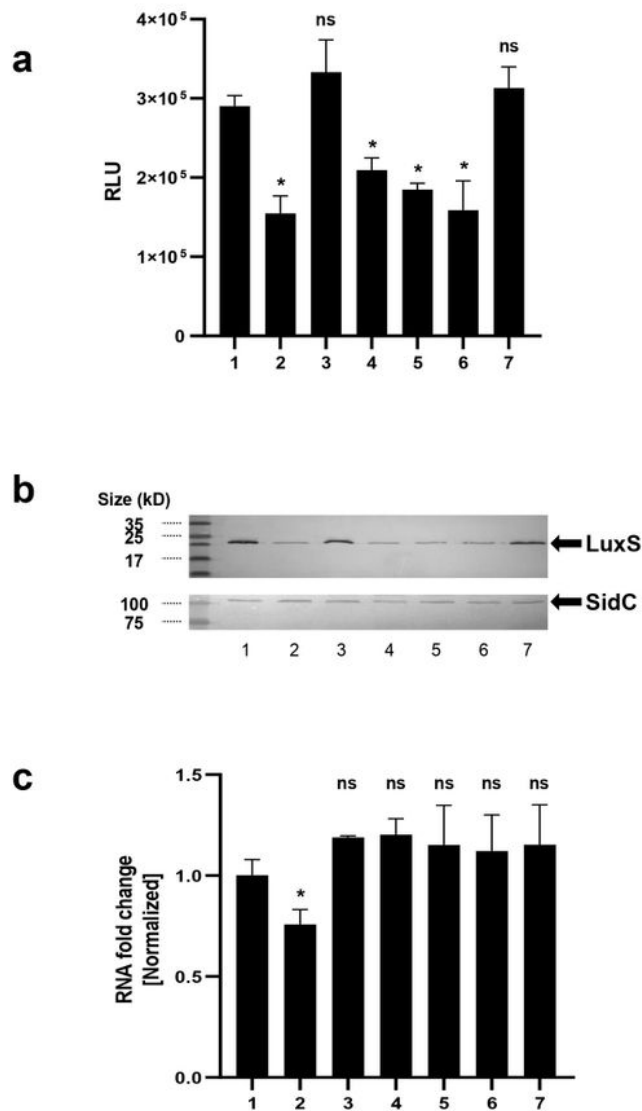 a
RLU
4×10⁵
3×10⁵
2×10⁵
1×10⁵
0
* ns * * * ns
1 2 3 4 5 6 7
b
Size (kD)
35
25
17
LuxS
100
75
SidC
1 2 3 4 5 6 7
c
RNA fold change
[Normalized]
1.5
1.0
0.5
0.0
* ns ns ns ns ns
1 2 3 4 5 6 7